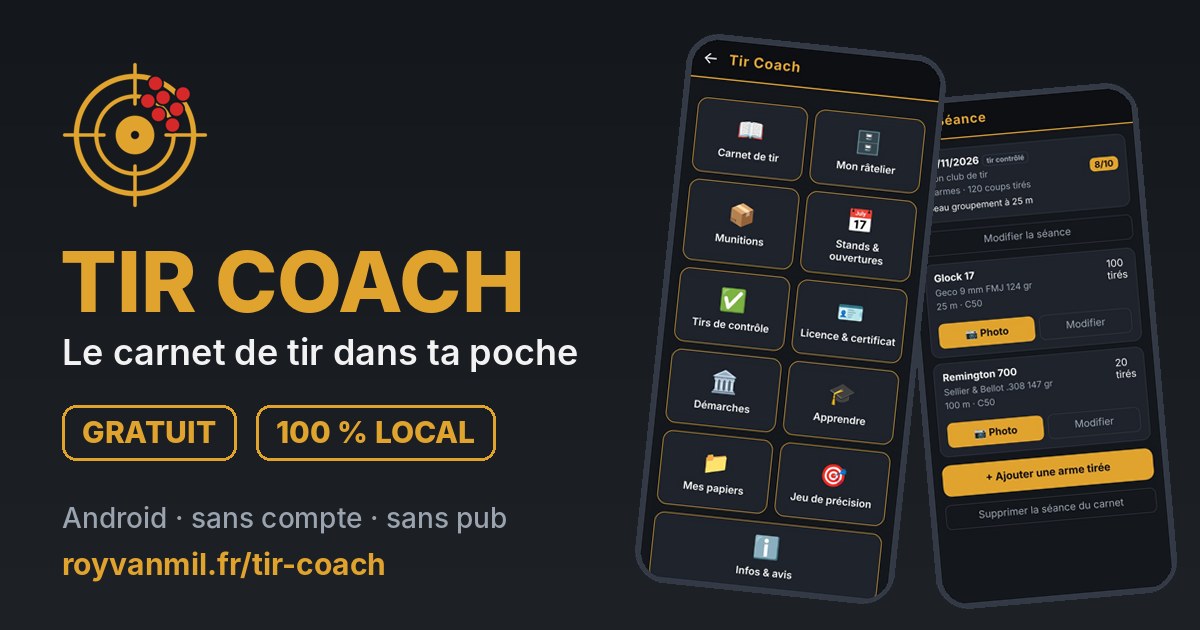 TIR COACH
Le carnet de tir dans ta poche
GRATUIT
100 % LOCAL
Android · sans compte · sans pub
royvanmil.fr/tir-coach
← Tir Coach
Carnet de tir
Mon râtelier
Munitions
July
17
Stands &
ouvertures
Tirs de contrôle
Licence & certificat
Démarches
Apprendre
Mes papiers
Jeu de précision
Infos & avis
éance
/11/2026 tir contrôlé
8/10
on club de tir
armes · 120 coups tirés
eau groupement à 25 m
Modifier la séance
Glock 17
100
tirés
Geco 9 mm FMJ 124 gr
25 m · C50
Photo
Modifier
Remington 700
20
tirés
Sellier & Bellot .308 147 gr
100 m · C50
Photo
Modifier
+ Ajouter une arme tirée
Supprimer la séance du carnet